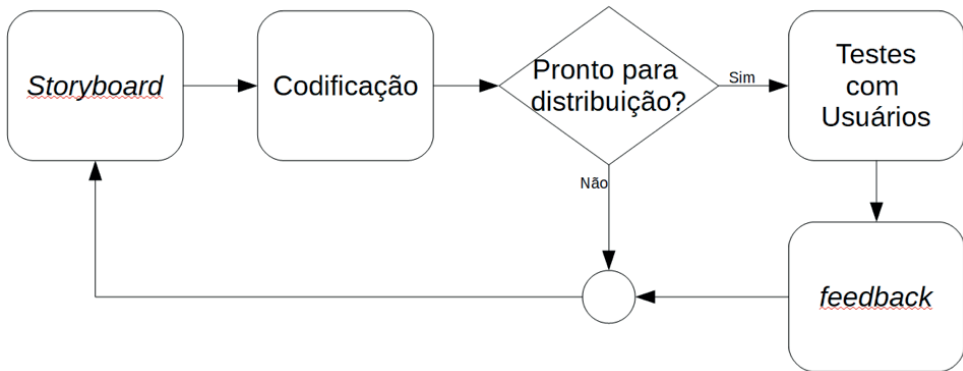 Storyboard
Codificação
Pronto para
distribuição?
Sim
Testes
com
Usuários
Não
feedback